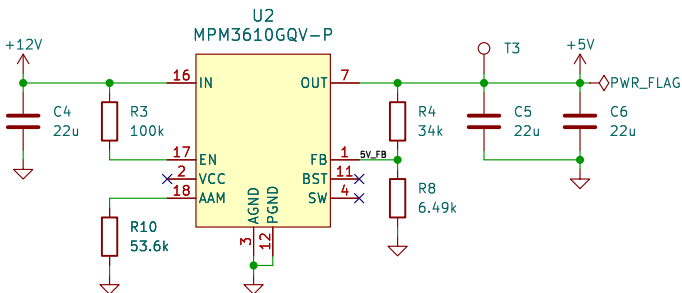 U2
MPM3610GQV-P
+12V
+5V
T3
16 IN
OUT 7
PWR_FLAG
C4
22u
R3
100k
R4
34k
C5
22u
C6
22u
17 EN
FB 1
5V_FB
2 VCC
BST 11
18 AAM
SW 4
R8
6.49k
AGND
PGND
3
12
R10
53.6k